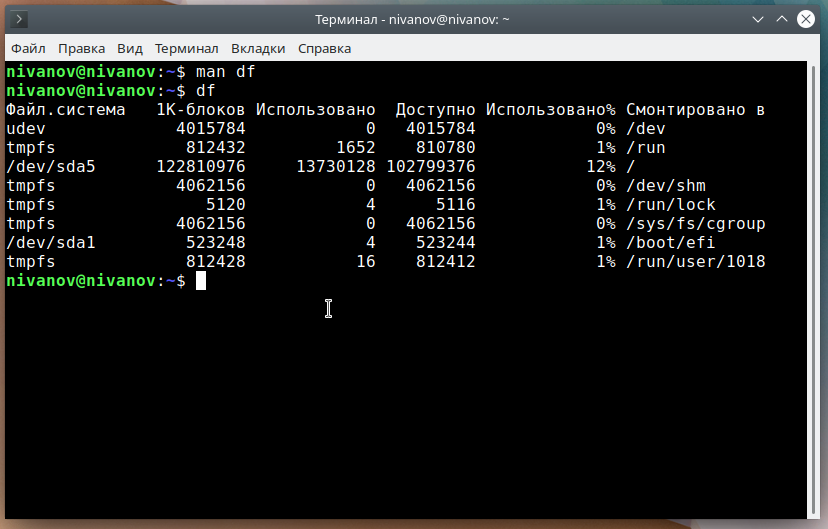 Терминал - nivanov@nivanov: ~
Файл Правка Вид Терминал Вкладки Справка
nivanov@nivanov:~$ man df
nivanov@nivanov:~$ df
Файл.система 1K-блоков Использовано Доступно Использовано% Cмонтировано в
udev 4015784 0 4015784 0% /dev
tmpfs 812432 1652 810780 1% /run
/dev/sda5 122810976 13730128 102799376 12% /
tmpfs 4062156 0 4062156 0% /dev/shm
tmpfs 5120 4 5116 1% /run/lock
tmpfs 4062156 0 4062156 0% /sys/fs/cgroup
/dev/sda1 523248 4 523244 1% /boot/efi
tmpfs 812428 16 812412 1% /run/user/1018
nivanov@nivanov:~$